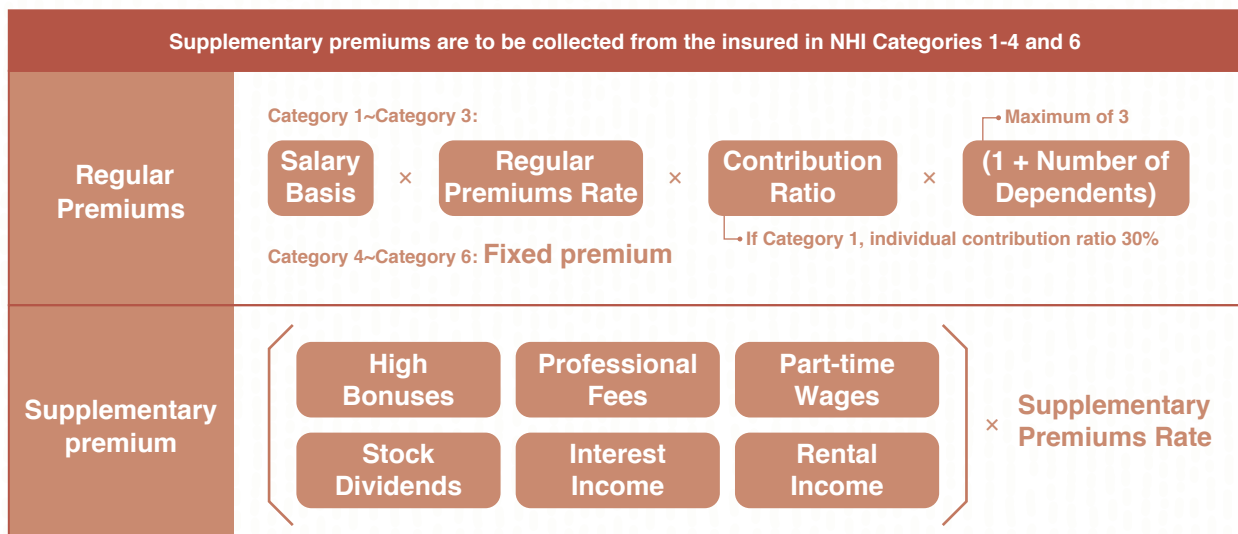 Supplementary premiums are to be collected from the insured in NHI Categories 1-4 and 6
Regular
Premiums
Category 1~Category 3:
Maximum of 3
Salary
Basis
×
Regular
Premiums Rate
×
Contribution
Ratio
×
(1 + Number of
Dependents)
If Category 1, individual contribution ratio 30%
Category 4~Category 6: Fixed premium
Supplementary
premium
High
Bonuses
Professional
Fees
Part-time
Wages
Stock
Dividends
Interest
Income
Rental
Income
×
Supplementary
Premiums Rate